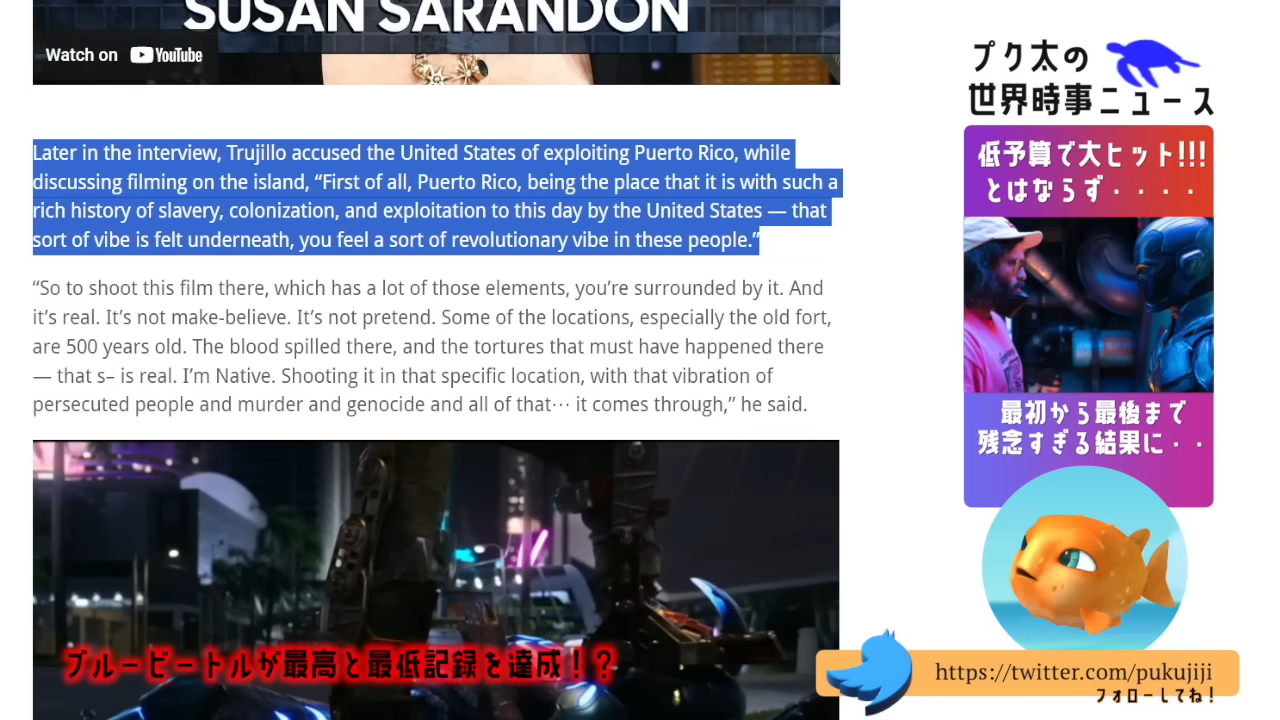 SUSAN SARANDON
Watch on YouTube
Later in the interview, Trujillo accused the United States of exploiting Puerto Rico, while
discussing filming on the island, “First of all, Puerto Rico, being the place that it is with such a
rich history of slavery, colonization, and exploitation to this day by the United States — that
sort of vibe is felt underneath, you feel a sort of revolutionary vibe in these people.”
“So to shoot this film there, which has a lot of those elements, you’re surrounded by it. And
it’s real. It’s not make-believe. It’s not pretend. Some of the locations, especially the old fort,
are 500 years old. The blood spilled there, and the tortures that must have happened there
— that s– is real. I’m Native. Shooting it in that specific location, with that vibration of
persecuted people and murder and genocide and all of that… it comes through,” he said.
ブルービートルが最高と最低記録を達成！？
プク太の
世界時事ニュース
低予算で大ヒット!!!
とはならず・・・・
最初から最後まで
残念すぎる結果に・・
https://twitter.com/pukujiji
フォローしてね！